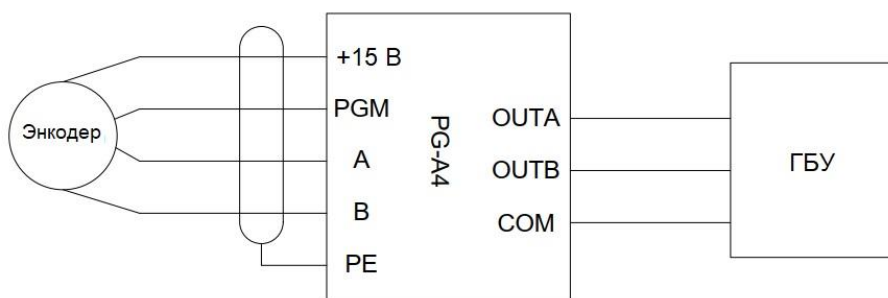 Энкодер
+15 В
PGM
A
B
PE
PG-A4
OUTA
OUTB
COM
ГБУ